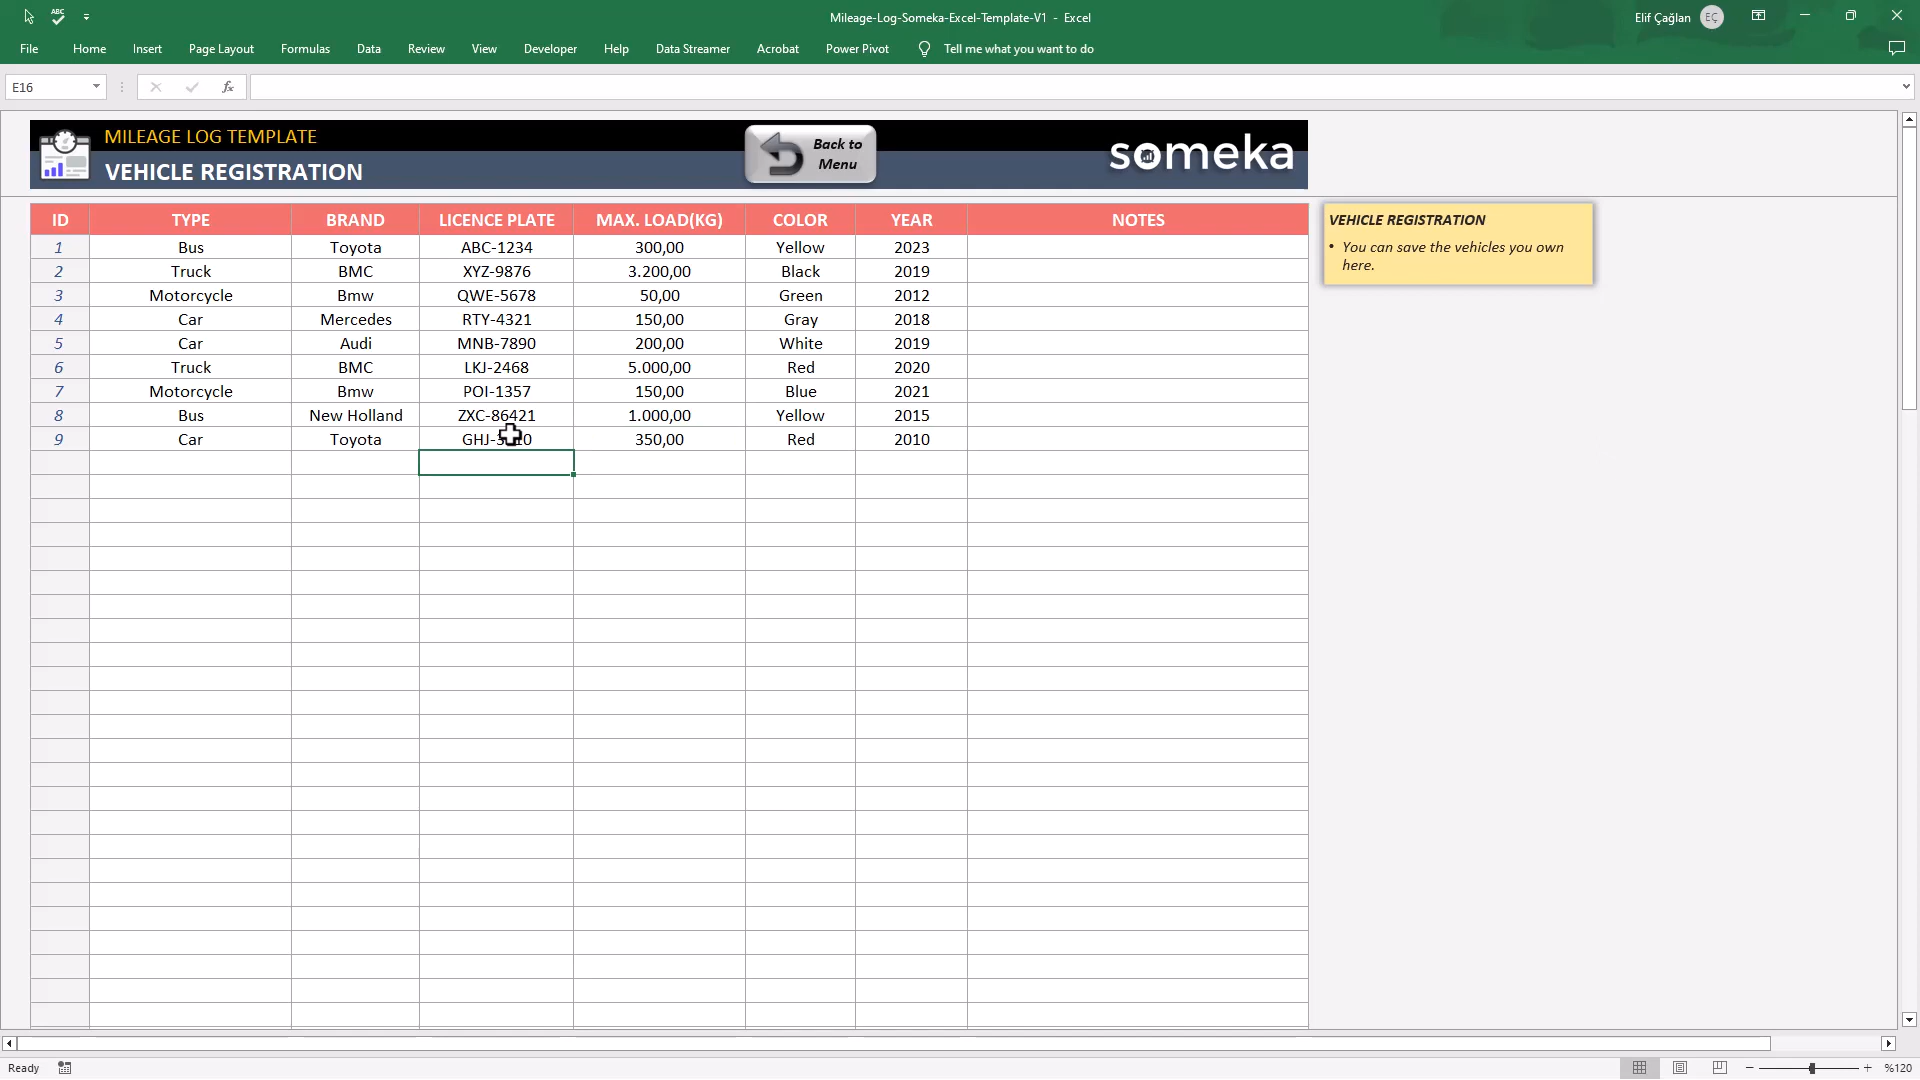 ABC
Mileage-Log-Someka-Excel-Template-V1 - Excel
Elif Çağlan EÇ
File Home Insert Page Layout Formulas Data Review View Developer Help Data Streamer Acrobat Power Pivot Tell me what you want to do
E16 fx
MILEAGE LOG TEMPLATE
VEHICLE REGISTRATION
Back to
Menu
someka
ID TYPE BRAND LICENCE PLATE MAX. LOAD(KG) COLOR YEAR NOTES
1 Bus Toyota ABC-1234 300,00 Yellow 2023
2 Truck BMC XYZ-9876 3.200,00 Black 2019
3 Motorcycle Bmw QWE-5678 50,00 Green 2012
4 Car Mercedes RTY-4321 150,00 Gray 2018
5 Car Audi MNB-7890 200,00 White 2019
6 Truck BMC LKJ-2468 5.000,00 Red 2020
7 Motorcycle Bmw POI-1357 150,00 Blue 2021
8 Bus New Holland ZXC-86421 1.000,00 Yellow 2015
9 Car Toyota 350,00 Red 2010
VEHICLE REGISTRATION
• You can save the vehicles you own
here.
Ready
%120